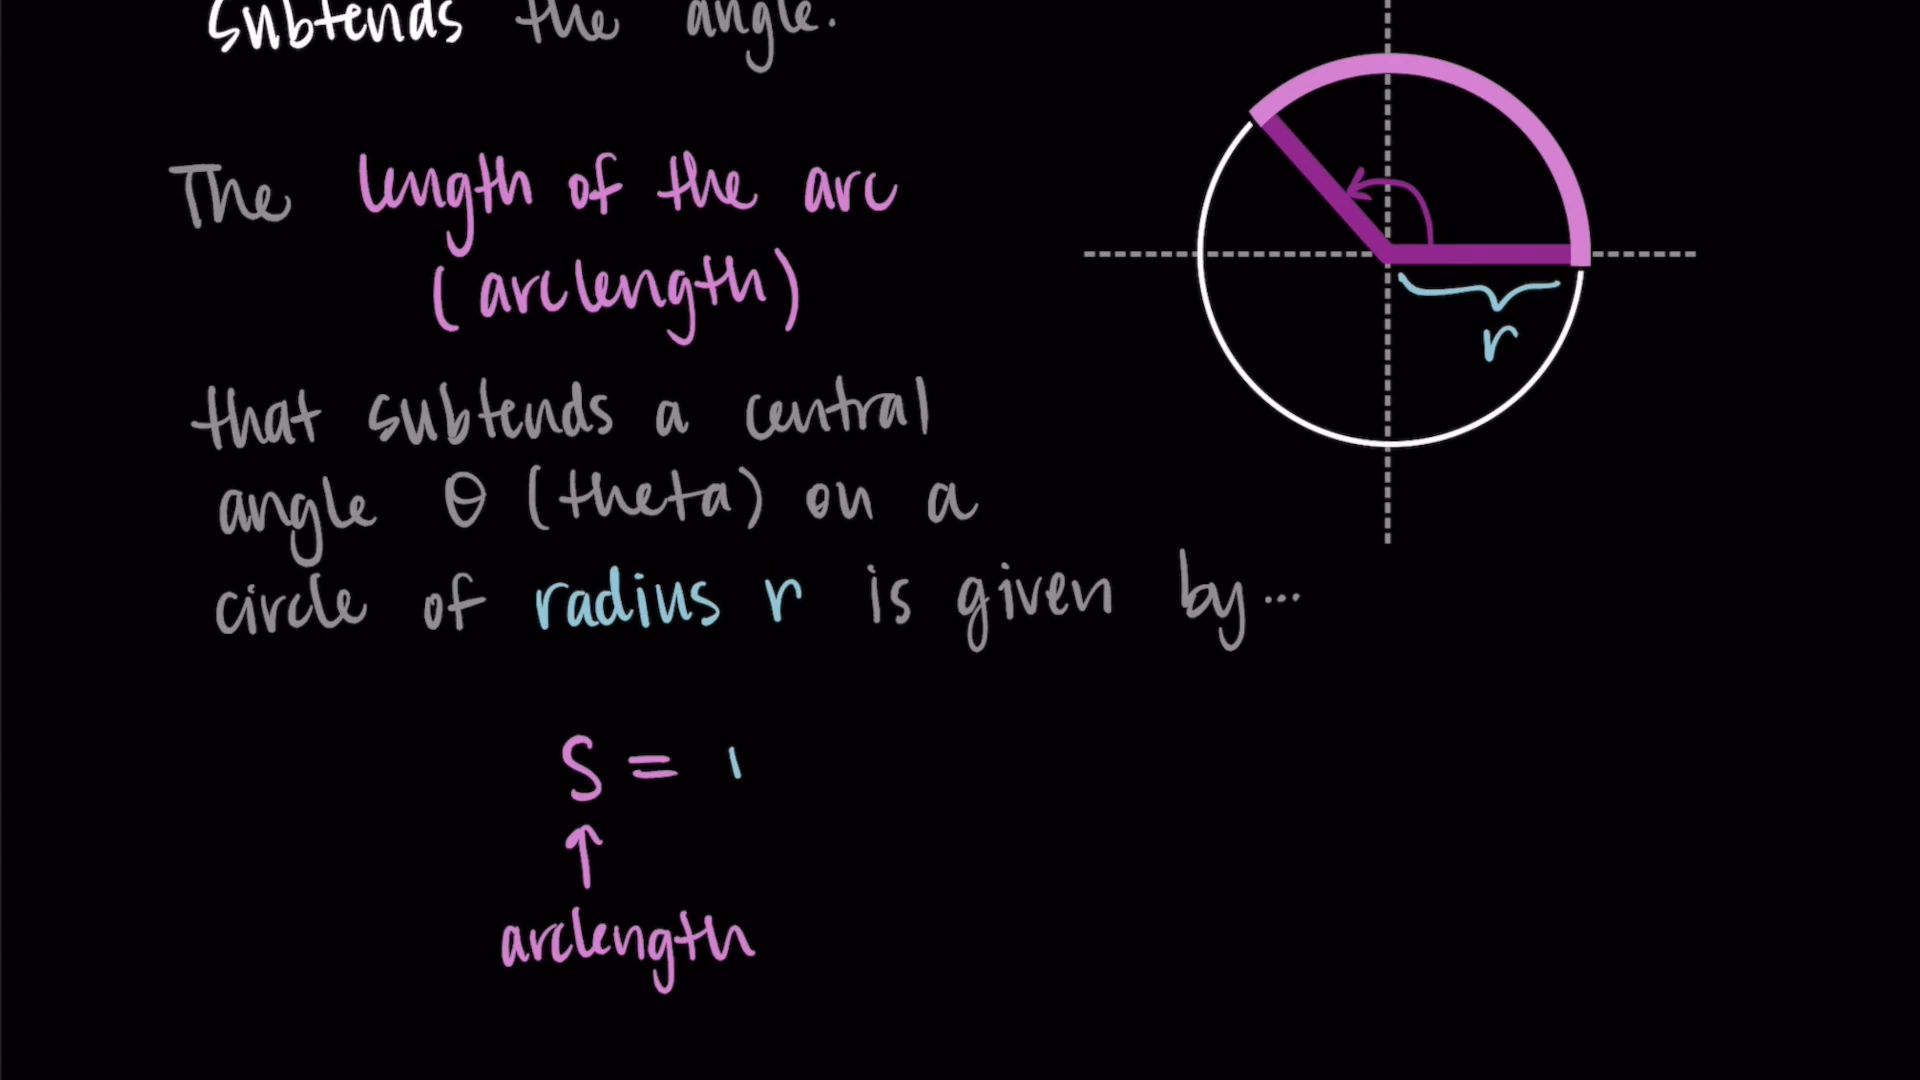 subtends the angle.
The length of the arc
(arclength)
r
that subtends a central
angle θ (theta) on a
circle of radius r is given by...
S =
arclength